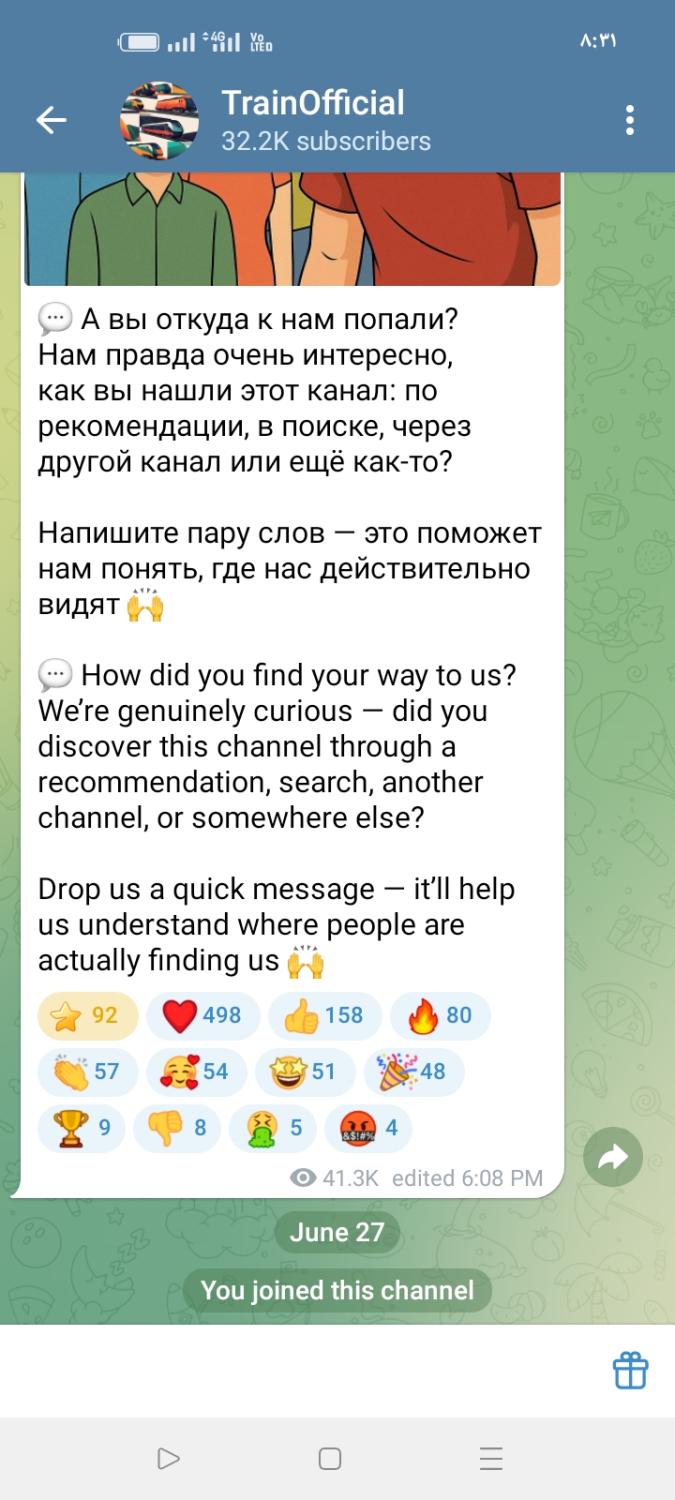 4G Vo LTED ٨:٣١
TrainOfficial
32.2K subscribers
А вы откуда к нам попали?
Нам правда очень интересно,
как вы нашли этот канал: по
рекомендации, в поиске, через
другой канал или ещё как-то?
Напишите пару слов — это поможет
нам понять, где нас действительно
видят 🙌
How did you find your way to us?
We’re genuinely curious — did you
discover this channel through a
recommendation, search, another
channel, or somewhere else?
Drop us a quick message — it’ll help
us understand where people are
actually finding us 🙌
92 498 158 80
57 54 51 48
9 8 5 &$!#% 4
41.3K edited 6:08 PM
June 27
You joined this channel